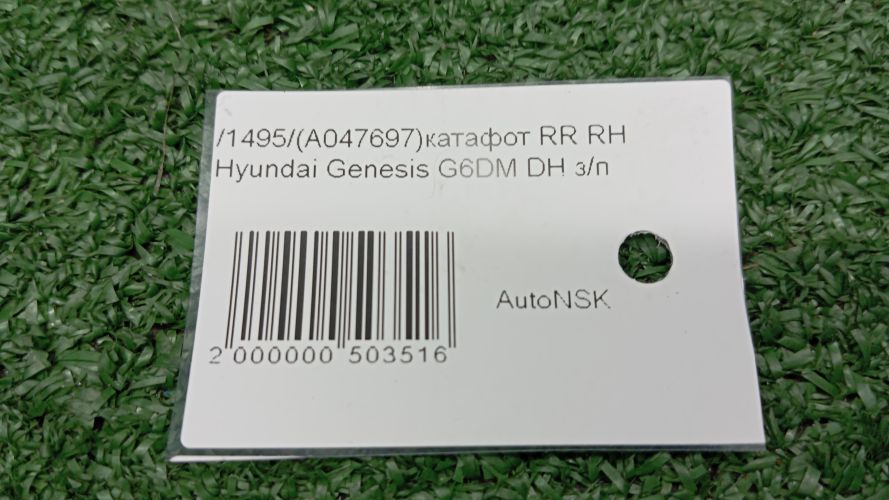 /1495/(A047697)катафот RR RH
Hyundai Genesis G6DM DH з/п
AutoNSK
2 000000 503516